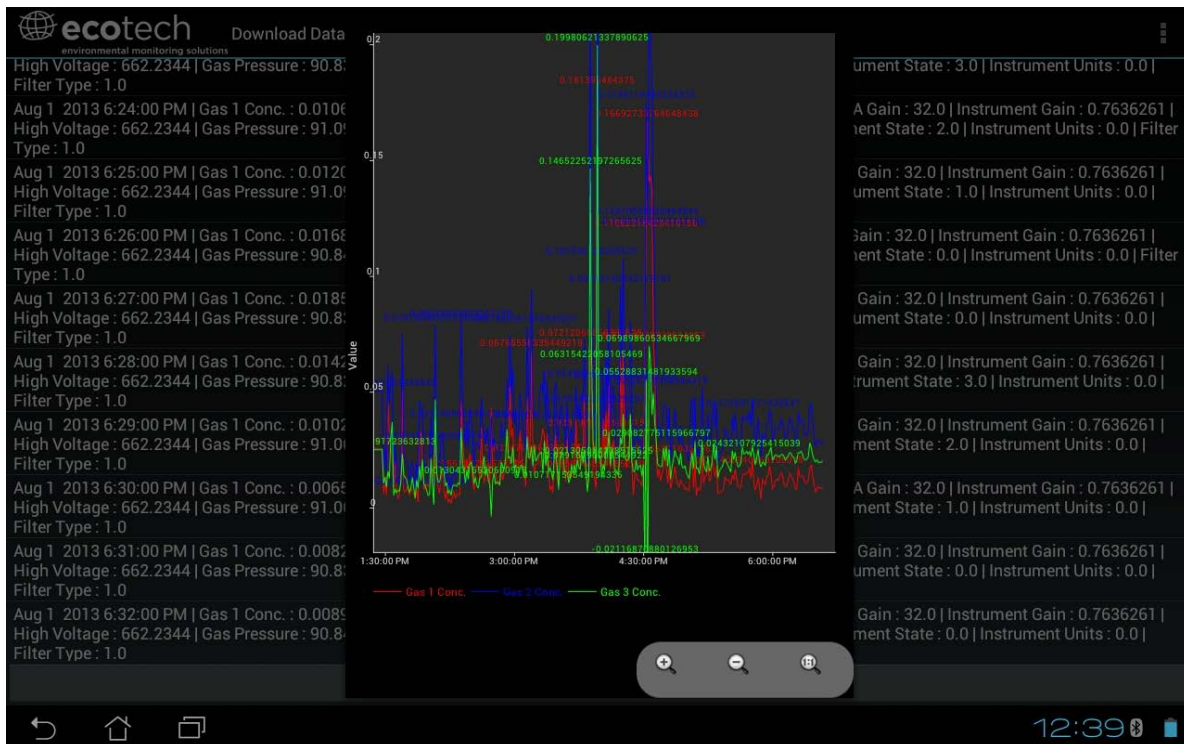 ecotech
environmental monitoring solutions
Download Data
High Voltage : 662.2344 | Gas Pressure : 90.8
ument State : 3.0 | Instrument Units : 0.0 |
Filter Type : 1.0
Aug 1 2013 6:24:00 PM | Gas 1 Conc. : 0.0106
A Gain : 32.0 | Instrument Gain : 0.7636261 |
High Voltage : 662.2344 | Gas Pressure : 91.0
ent State : 2.0 | Instrument Units : 0.0 | Filter
Type : 1.0
Aug 1 2013 6:25:00 PM | Gas 1 Conc. : 0.0120
Gain : 32.0 | Instrument Gain : 0.7636261 |
High Voltage : 662.2344 | Gas Pressure : 91.0
ument State : 1.0 | Instrument Units : 0.0 |
Filter Type : 1.0
Aug 1 2013 6:26:00 PM | Gas 1 Conc. : 0.0168
Gain : 32.0 | Instrument Gain : 0.7636261 |
High Voltage : 662.2344 | Gas Pressure : 90.8
ent State : 0.0 | Instrument Units : 0.0 | Filter
Type : 1.0
Aug 1 2013 6:27:00 PM | Gas 1 Conc. : 0.0185
Gain : 32.0 | Instrument Gain : 0.7636261 |
High Voltage : 662.2344 | Gas Pressure : 90.8
ument State : 0.0 | Instrument Units : 0.0 |
Filter Type : 1.0
Aug 1 2013 6:28:00 PM | Gas 1 Conc. : 0.0142
Gain : 32.0 | Instrument Gain : 0.7636261 |
High Voltage : 662.2344 | Gas Pressure : 90.8
rument State : 3.0 | Instrument Units : 0.0 |
Filter Type : 1.0
Aug 1 2013 6:29:00 PM | Gas 1 Conc. : 0.0102
Gain : 32.0 | Instrument Gain : 0.7636261 |
High Voltage : 662.2344 | Gas Pressure : 91.0
ment State : 2.0 | Instrument Units : 0.0 |
Filter Type : 1.0
Aug 1 2013 6:30:00 PM | Gas 1 Conc. : 0.0065
A Gain : 32.0 | Instrument Gain : 0.7636261 |
High Voltage : 662.2344 | Gas Pressure : 91.0
ment State : 1.0 | Instrument Units : 0.0 |
Filter Type : 1.0
Aug 1 2013 6:31:00 PM | Gas 1 Conc. : 0.0082
Gain : 32.0 | Instrument Gain : 0.7636261 |
High Voltage : 662.2344 | Gas Pressure : 90.8
ument State : 0.0 | Instrument Units : 0.0 |
Filter Type : 1.0
Aug 1 2013 6:32:00 PM | Gas 1 Conc. : 0.0089
Gain : 32.0 | Instrument Gain : 0.7636261 |
High Voltage : 662.2344 | Gas Pressure : 90.8
ment State : 0.0 | Instrument Units : 0.0 |
Filter Type : 1.0
0.2
0.19980621337890625
0.15
0.14652252197265625
0.1
Value
0.06989860534667969
0.06315422058105469
0.05528831481933594
0.05
0.029082775115966797
0.02432107925415039
0
-0.02116870880126953
1:30:00 PM
3:00:00 PM
4:30:00 PM
6:00:00 PM
Gas 1 Conc.
Gas 2 Conc.
Gas 3 Conc.
1:1
12:39